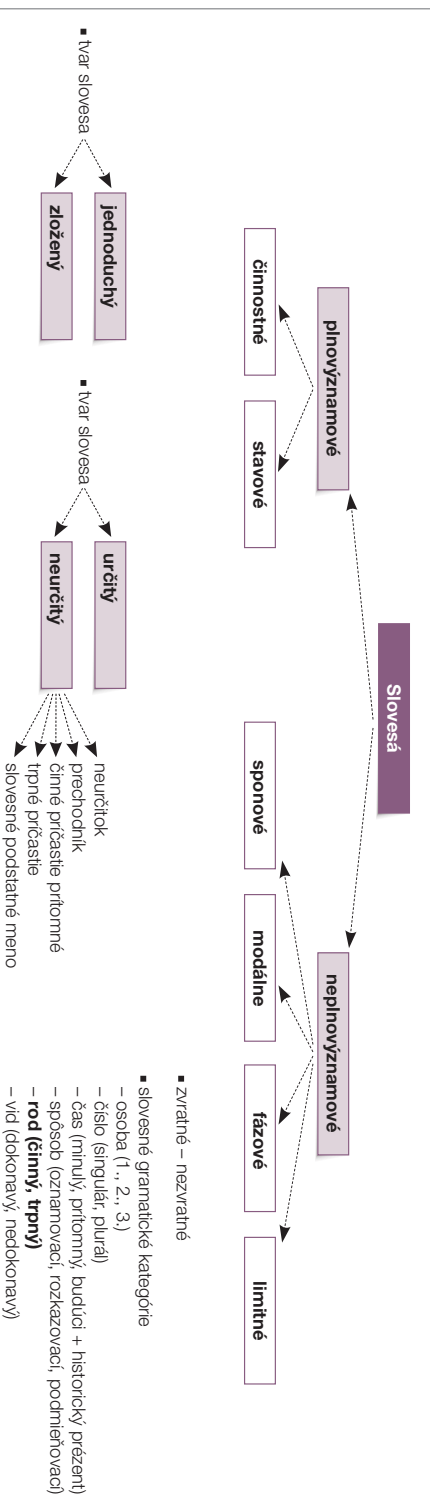 Slovesá
plnovýznamové
neplnovýznamové
činnostné
stavové
sponové
modálne
fázové
limitné
▪ tvar slovesa
jednoduchý
zložený
▪ tvar slovesa
určitý
neurčitý
neurčitok
prechodník
činné príčastie prítomné
trpné príčastie
slovesné podstatné meno
▪ zvratné – nezvratné
▪ slovesné gramatické kategórie
– osoba (1., 2., 3.)
– číslo (singulár, plurál)
– čas (minulý, prítomný, budúci + historický prézent)
– spôsob (oznamovací, rozkazovací, podmieňovací)
– rod (činný, trpný)
– vid (dokonavý, nedokonavý)